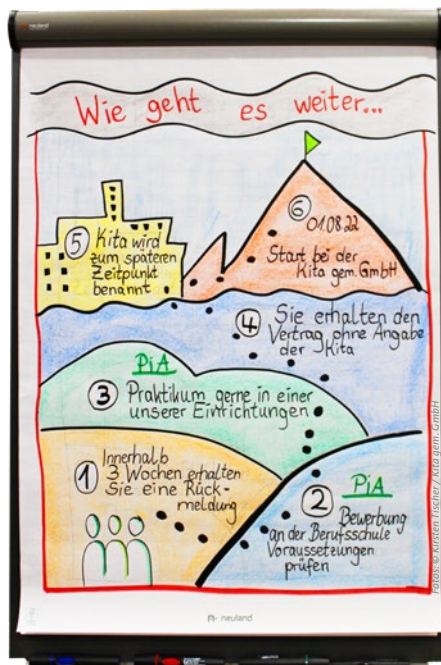 neuland
Wie geht es weiter...
6
01.08.22
Start bei der
Kita gem. GmbH
5
Kita wird
zum späteren
Zeitpunkt
benannt
4
Sie erhalten den
Vertrag ohne Angabe
der Kita
PiA
3
Praktikum gerne in einer
unserer Einrichtungen
1
Innerhalb
3 Wochen erhalten
Sie eine Rück-
meldung
PiA
2
Bewerbung
an der Berufsschule
Voraussetzungen
prüfen
neuland
Fotos: © Kirsten Tischer / Kita gem. GmbH